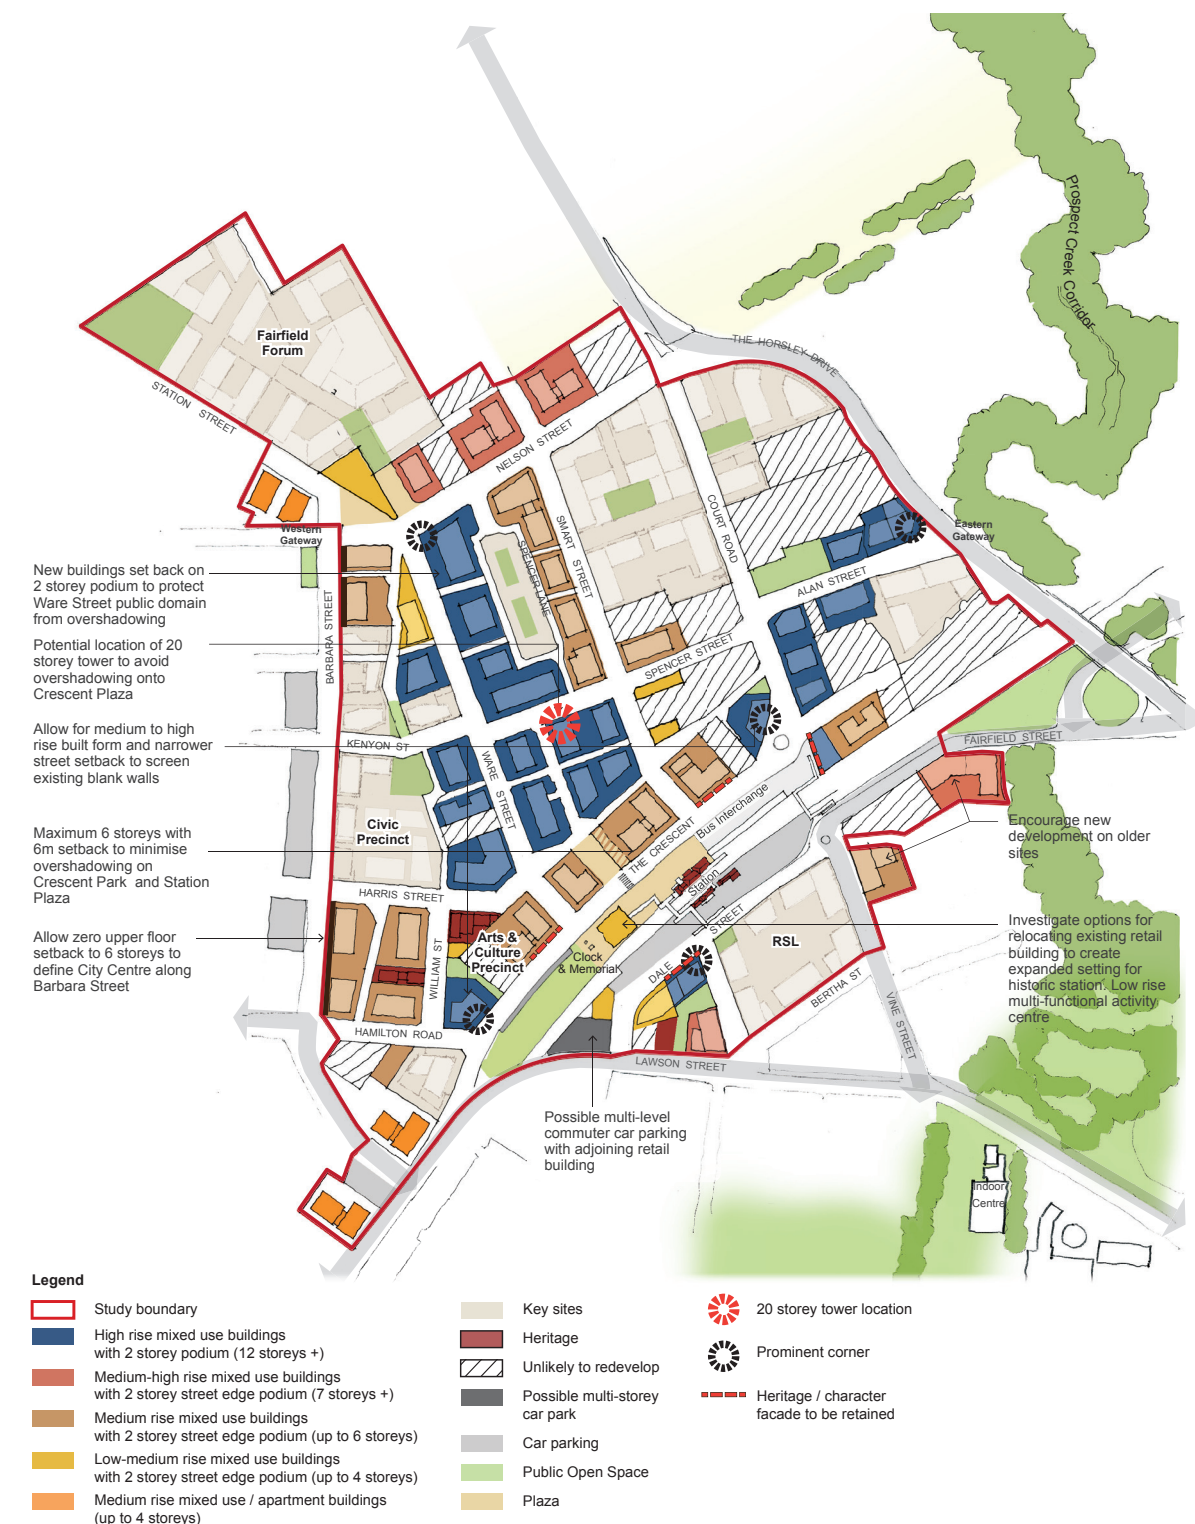 Prospect Creek Corridor
THE HORSLEY DRIVE
Fairfield
Forum
STATION STREET
NELSON STREET
SMART STREET
COURT ROAD
SPENCER LANE
Western
Gateway
Eastern
Gateway
ALAN STREET
SPENCER STREET
BARBARA STREET
New buildings set back on
2 storey podium to protect
Ware Street public domain
from overshadowing
Potential location of 20
storey tower to avoid
overshadowing onto
Crescent Plaza
Allow for medium to high
rise built form and narrower
street setback to screen
existing blank walls
KENYON ST
WARE STREET
FAIRFIELD STREET
Bus Interchange
THE CRESCENT
Civic
Precinct
Maximum 6 storeys with
6m setback to minimise
overshadowing on
Crescent Park and Station
Plaza
Encourage new
development on older
sites
Station
HARRIS STREET
STREET
DALE
Allow zero upper floor
setback to 6 storeys to
define City Centre along
Barbara Street
WILLIAM ST
Arts &
Culture
Precinct
Clock
& Memorial
RSL
Investigate options for
relocating existing retail
building to create
expanded setting for
historic station. Low rise
multi-functional activity
centre
BERTHA ST
VINE STREET
HAMILTON ROAD
LAWSON STREET
Possible multi-level
commuter car parking
with adjoining retail
building
Indoor
Centre
Legend
Study boundary
High rise mixed use buildings
with 2 storey podium (12 storeys +)
Medium-high rise mixed use buildings
with 2 storey street edge podium (7 storeys +)
Medium rise mixed use buildings
with 2 storey street edge podium (up to 6 storeys)
Low-medium rise mixed use buildings
with 2 storey street edge podium (up to 4 storeys)
Medium rise mixed use / apartment buildings
(up to 4 storeys)
Key sites
Heritage
Unlikely to redevelop
Possible multi-storey
car park
Car parking
Public Open Space
Plaza
20 storey tower location
Prominent corner
Heritage / character
facade to be retained